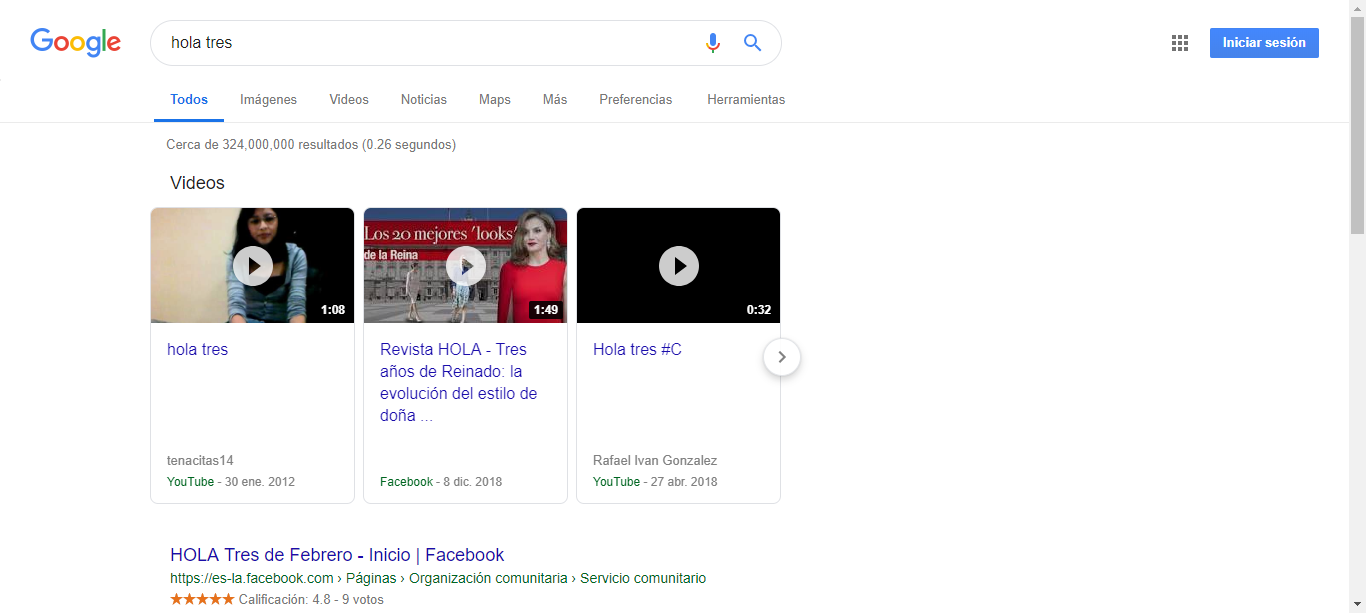 Google
hola tres
Iniciar sesión
Todos Imágenes Videos Noticias Maps Más Preferencias Herramientas
Cerca de 324,000,000 resultados (0.26 segundos)
Videos
1:08
hola tres
tenacitas14
YouTube - 30 ene. 2012
Los 20 mejores 'looks'
de la Reina
1:49
Revista HOLA - Tres
años de Reinado: la
evolución del estilo de
doña ...
Facebook - 8 dic. 2018
0:32
Hola tres #C
Rafael Ivan Gonzalez
YouTube - 27 abr. 2018
HOLA Tres de Febrero - Inicio | Facebook
https://es-la.facebook.com › Páginas › Organización comunitaria › Servicio comunitario
★★★★★ Calificación: 4.8 - 9 votos